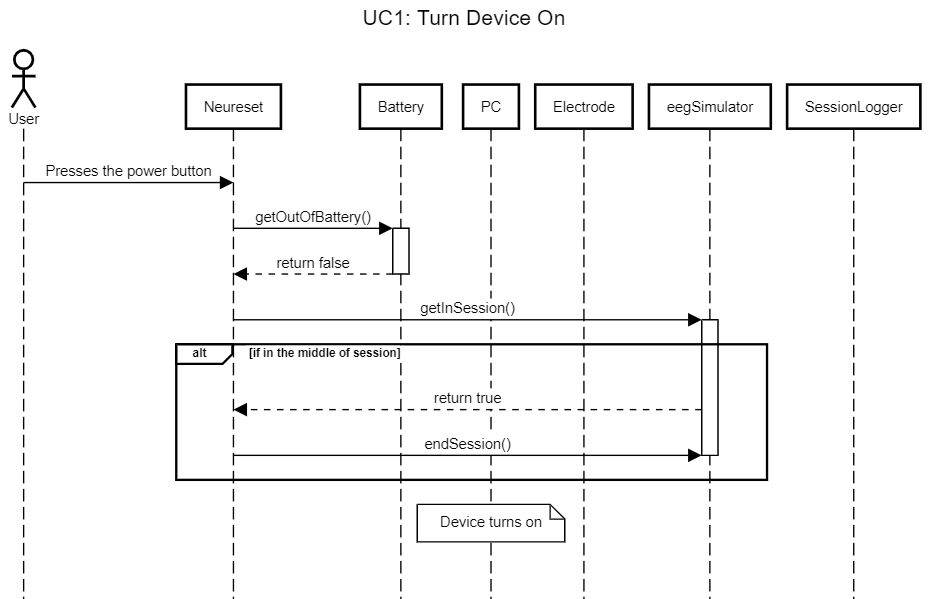 UC1: Turn Device On
User
Neureset
Battery
PC
Electrode
eegSimulator
SessionLogger
Presses the power button
getOutOfBattery()
return false
getInSession()
alt
[if in the middle of session]
return true
endSession()
Device turns on